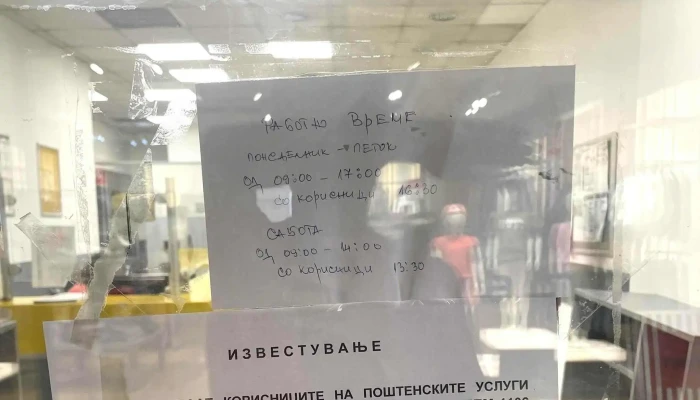 РАБОТНО ВРЕМЕ
ПОНЕДЕЛНИК - ПЕТОК
ОД 09:00 - 17:00
СО КОРИСНИЦИ 16:30
САБОТА
ОД 09:00 - 14:00
СО КОРИСНИЦИ 13:30
ИЗВЕСТУВАЊЕ
КОРИСНИЦИТЕ НА ПОШТЕНСКИТЕ УСЛУГИ